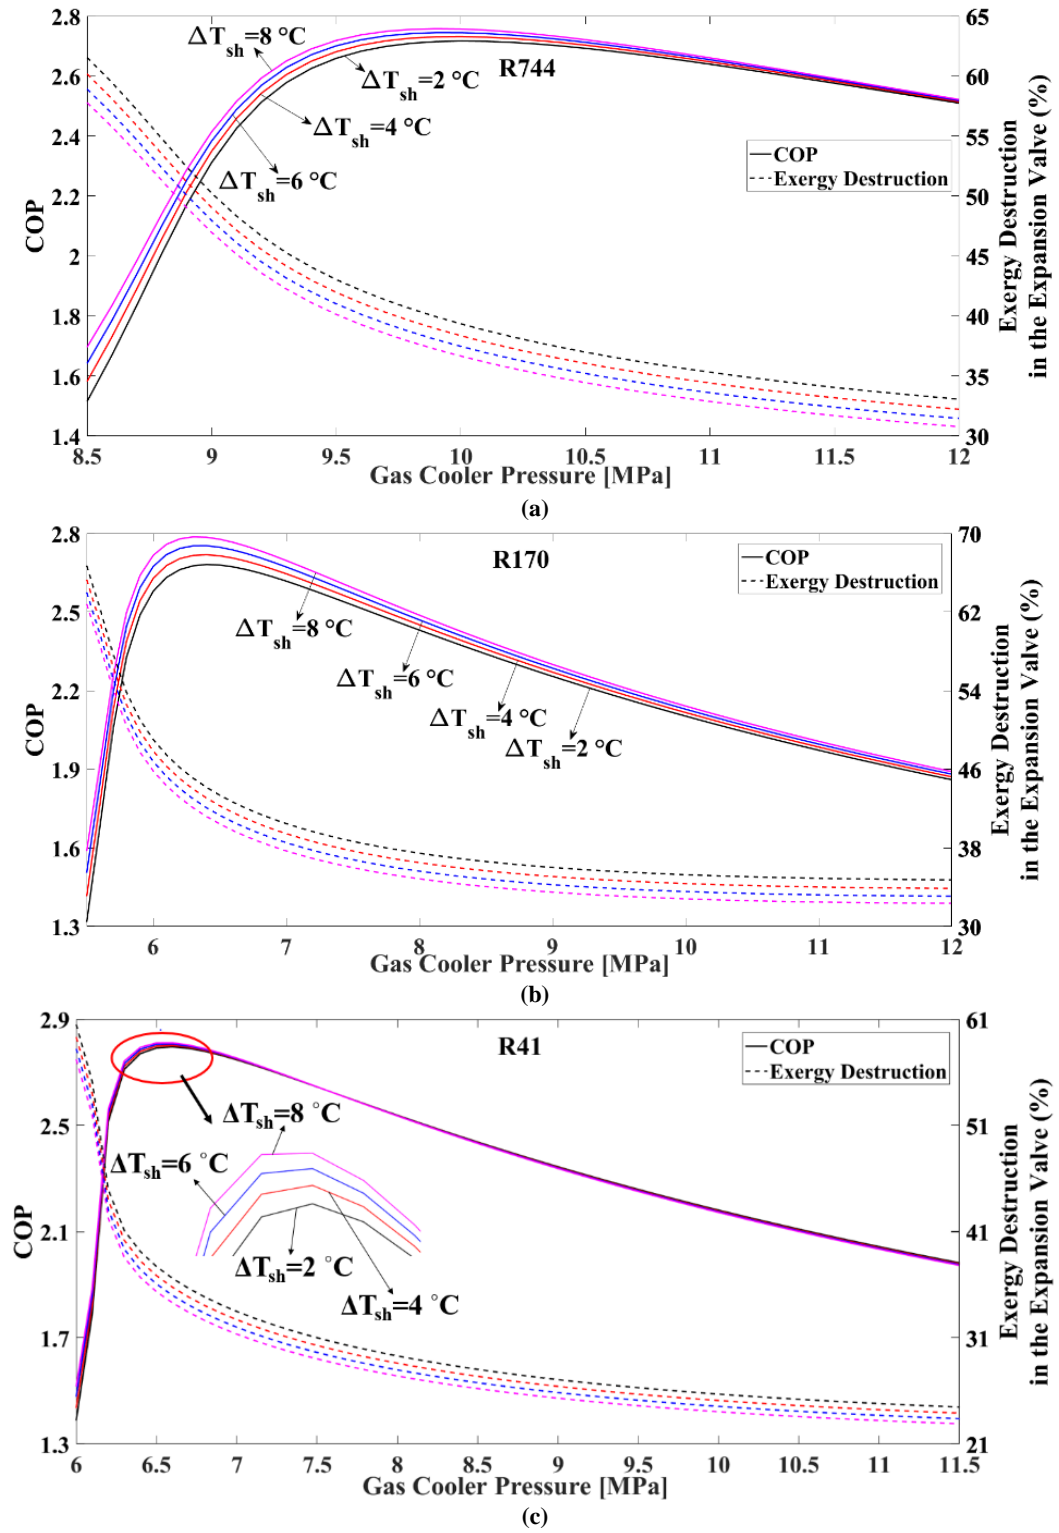 2.8
2.6
2.4
2.2
2
1.8
1.6
1.4
COP
ΔTsh=8 °C
ΔTsh=2 °C
ΔTsh=4 °C
ΔTsh=6 °C
R744
COP
Exergy Destruction
65
60
55
50
45
40
35
30
Exergy Destruction
in the Expansion Valve (%)
8.5 9 9.5 10 10.5 11 11.5 12
Gas Cooler Pressure [MPa]
(a)
2.8
2.5
2.2
1.9
1.6
1.3
COP
R170
COP
Exergy Destruction
ΔTsh=8 °C
ΔTsh=6 °C
ΔTsh=4 °C
ΔTsh=2 °C
70
62
54
46
38
30
Exergy Destruction
in the Expansion Valve (%)
6 7 8 9 10 11 12
Gas Cooler Pressure [MPa]
(b)
2.9
2.5
2.1
1.7
1.3
COP
R41
COP
Exergy Destruction
ΔTsh=8 °C
ΔTsh=6 °C
ΔTsh=2 °C
ΔTsh=4 °C
61
51
41
31
21
Exergy Destruction
in the Expansion Valve (%)
6 6.5 7 7.5 8 8.5 9 9.5 10 10.5 11 11.5
Gas Cooler Pressure [MPa]
(c)